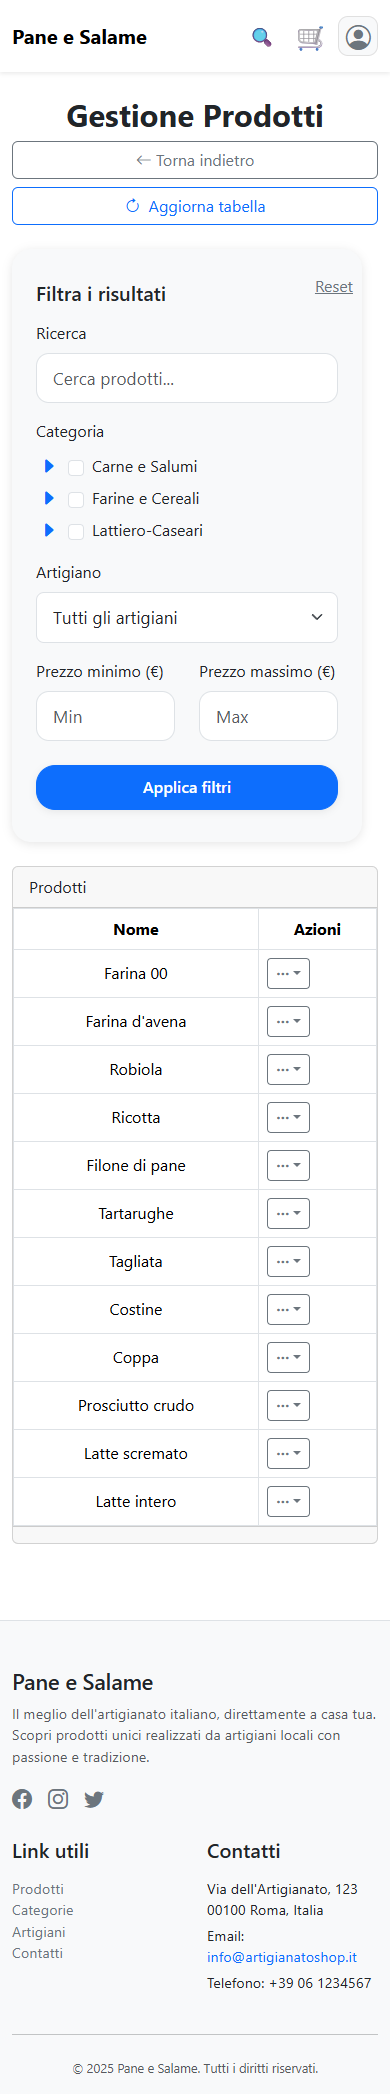 Pane e Salame
Gestione Prodotti
← Torna indietro
Aggiorna tabella
Filtra i risultati
Reset
Ricerca
Cerca prodotti...
Categoria
Carne e Salumi
Farine e Cereali
Lattiero-Caseari
Artigiano
Tutti gli artigiani
Prezzo minimo (€) Prezzo massimo (€)
Min Max
Applica filtri
Prodotti
Nome Azioni
Farina 00
Farina d'avena
Robiola
Ricotta
Filone di pane
Tartarughe
Tagliata
Costine
Coppa
Prosciutto crudo
Latte scremato
Latte intero
Pane e Salame
Il meglio dell'artigianato italiano, direttamente a casa tua.
Scopri prodotti unici realizzati da artigiani locali con
passione e tradizione.
Link utili
Prodotti
Categorie
Artigiani
Contatti
Contatti
Via dell'Artigianato, 123
00100 Roma, Italia
Email:
info@artigianatoshop.it
Telefono: +39 06 1234567
© 2025 Pane e Salame. Tutti i diritti riservati.